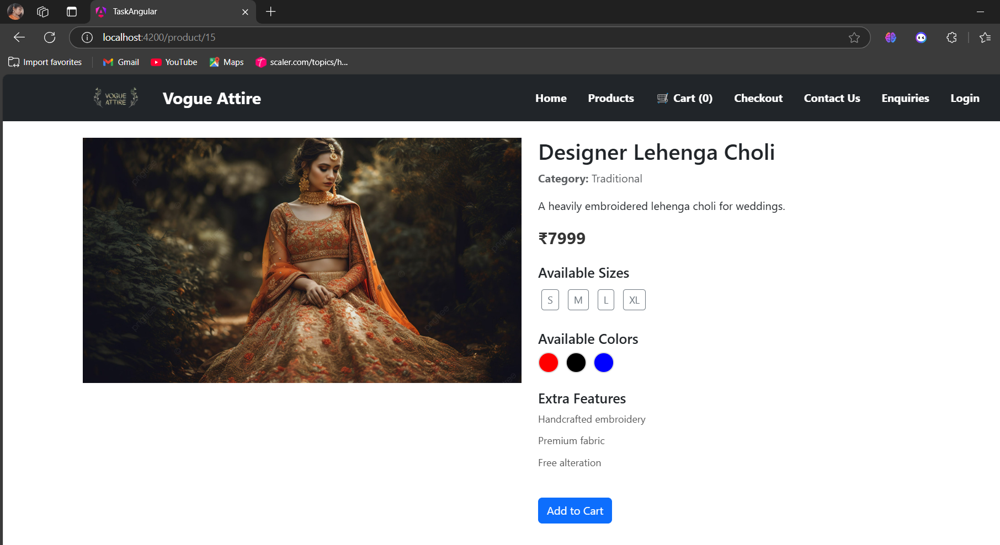 TaskAngular
localhost:4200/product/15
Import favorites
Gmail
YouTube
Maps
scaler.com/topics/h...
VOGUE
ATTIRE
Vogue Attire
Home
Products
Cart (0)
Checkout
Contact Us
Enquiries
Login
Designer Lehenga Choli
Category: Traditional
A heavily embroidered lehenga choli for weddings.
₹7999
Available Sizes
S
M
L
XL
Available Colors
Extra Features
Handcrafted embroidery
Premium fabric
Free alteration
Add to Cart